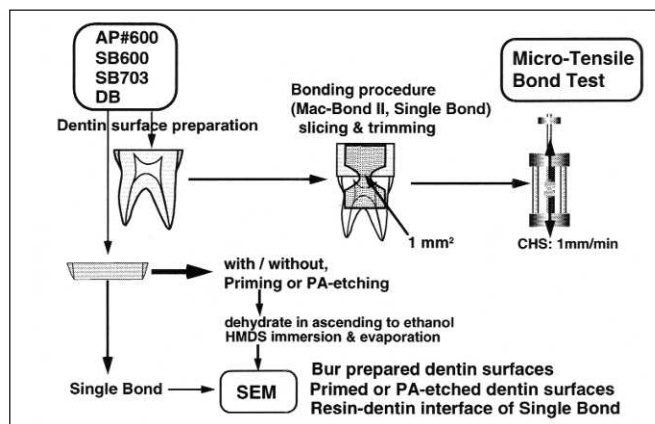 AP#600
SB600
SB703
DB
Dentin surface preparation
Bonding procedure
(Mac-Bond II, Single Bond)
slicing & trimming
Micro-Tensile
Bond Test
1 mm²
CHS: 1mm/min
with / without,
Priming or PA-etching
dehydrate in ascending to ethanol
HMDS immersion & evaporation
Single Bond
SEM
Bur prepared dentin surfaces
Primed or PA-etched dentin surfaces
Resin-dentin interface of Single Bond